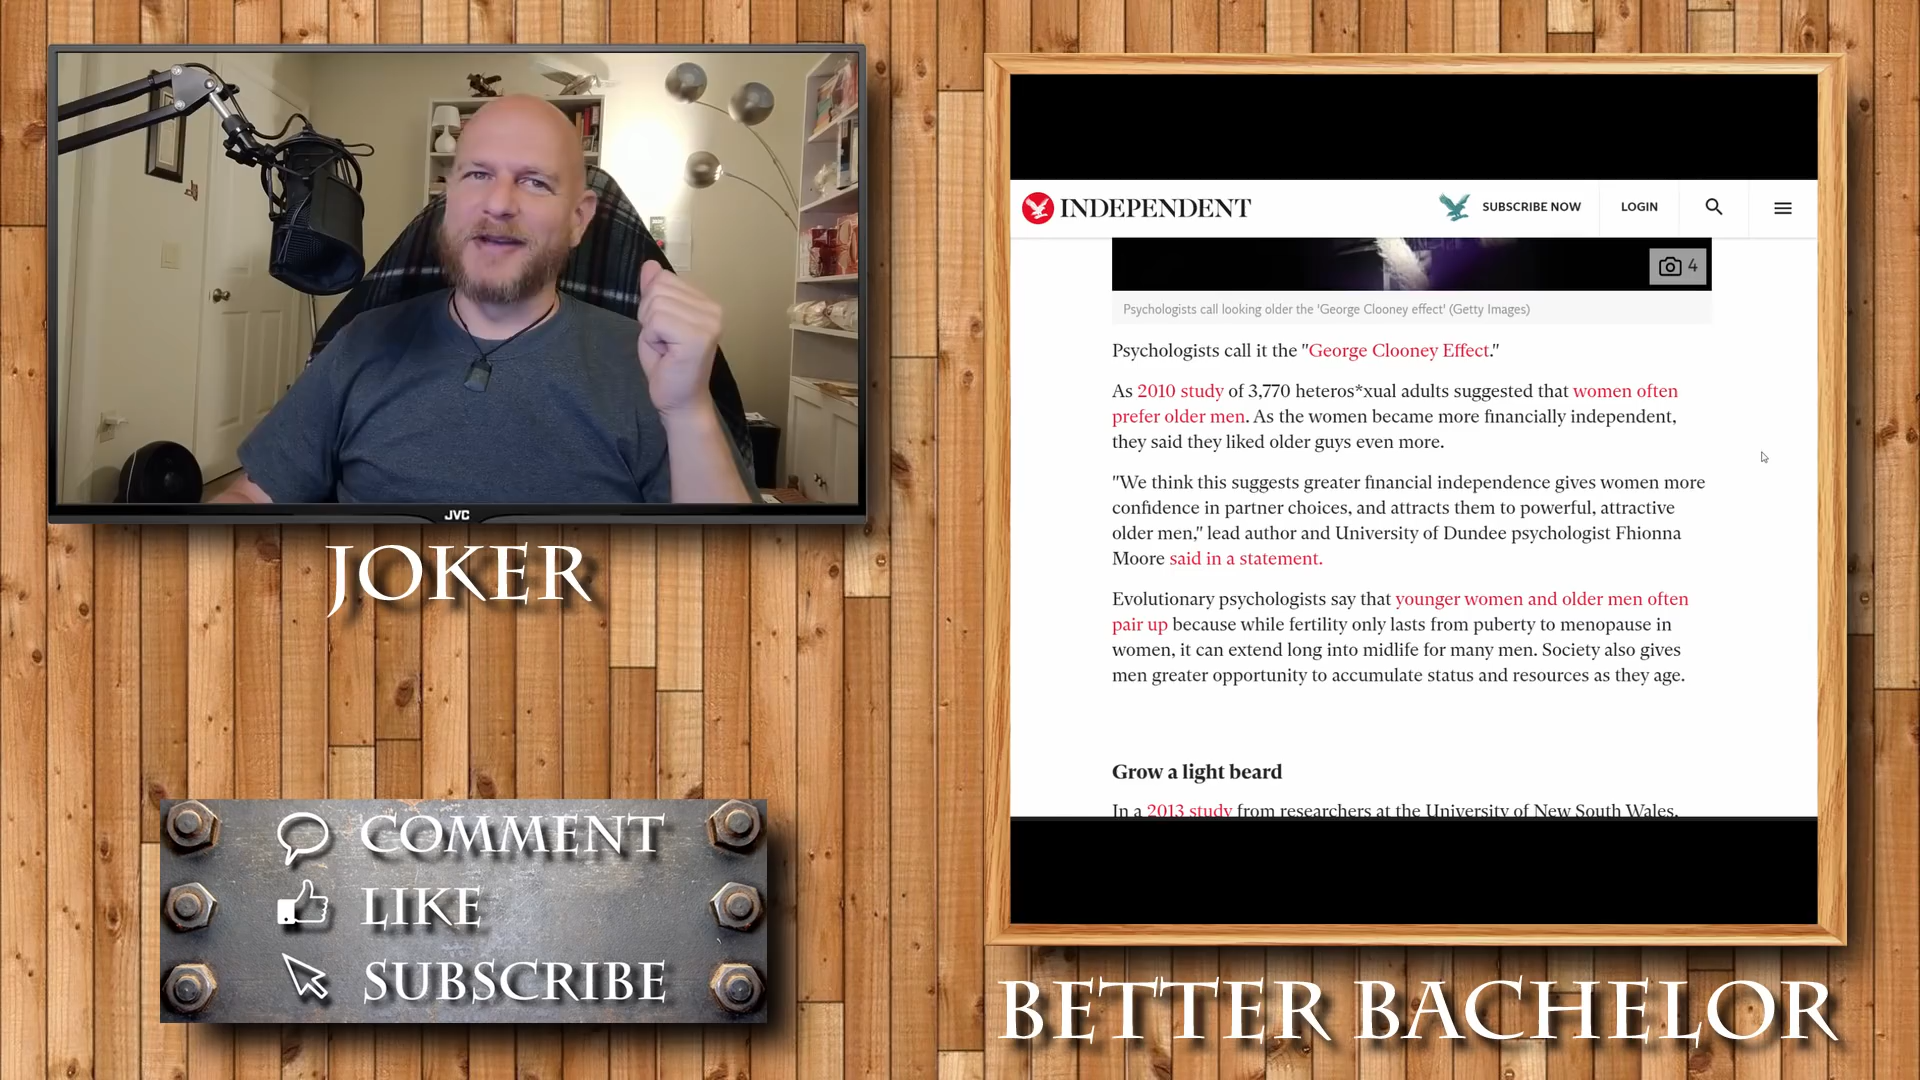 JVC
JOKER
COMMENT
LIKE
SUBSCRIBE
INDEPENDENT
SUBSCRIBE NOW
LOGIN
4
Psychologists call looking older the 'George Clooney effect' (Getty Images)
Psychologists call it the "George Clooney Effect."
As 2010 study of 3,770 heteros*xual adults suggested that women often
prefer older men. As the women became more financially independent,
they said they liked older guys even more.
"We think this suggests greater financial independence gives women more
confidence in partner choices, and attracts them to powerful, attractive
older men," lead author and University of Dundee psychologist Fhionna
Moore said in a statement.
Evolutionary psychologists say that younger women and older men often
pair up because while fertility only lasts from puberty to menopause in
women, it can extend long into midlife for many men. Society also gives
men greater opportunity to accumulate status and resources as they age.
Grow a light beard
In a 2013 study from researchers at the University of New South Wales,
BETTER BACHELOR